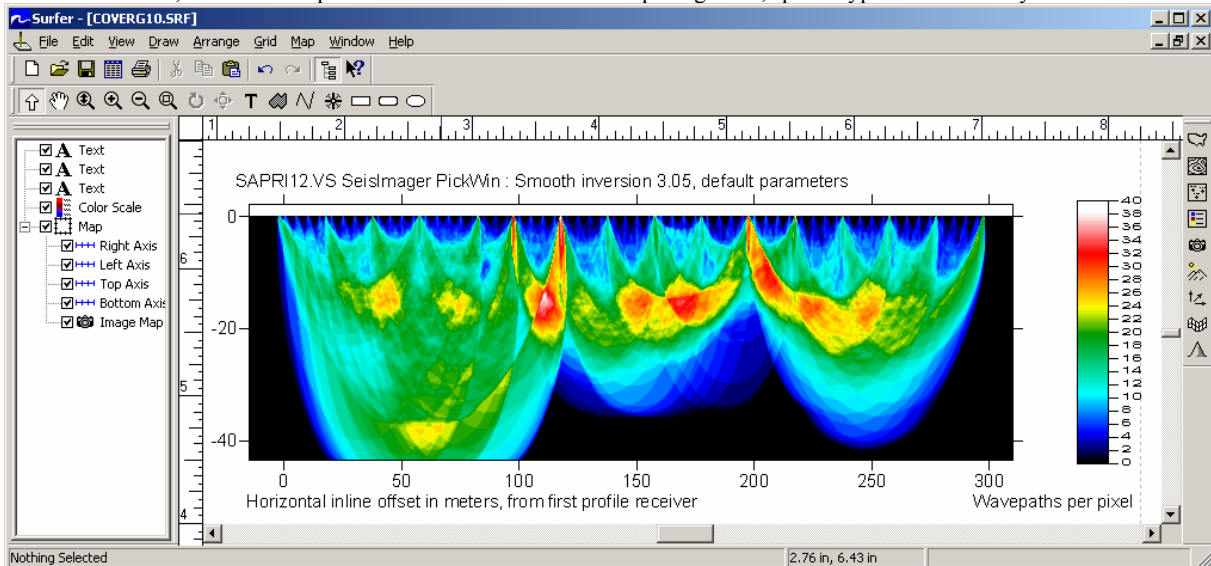 Surfer - [COVERG10.SRF]
File Edit View Draw Arrange Grid Map Window Help
1 2 3 4 5 6 7 8
Text
Text
Text
Color Scale
Map
Right Axis
Left Axis
Top Axis
Bottom Axis
Image Map
6
5
4
SAPRI12.VS SeisImager PickWin : Smooth inversion 3.05, default parameters
0
-20
-40
0 50 100 150 200 250 300
Horizontal inline offset in meters, from first profile receiver
Wavepaths per pixel
40
38
36
34
32
30
28
26
24
22
20
18
16
14
12
10
8
6
4
2
0
Nothing Selected
2.76 in, 6.43 in